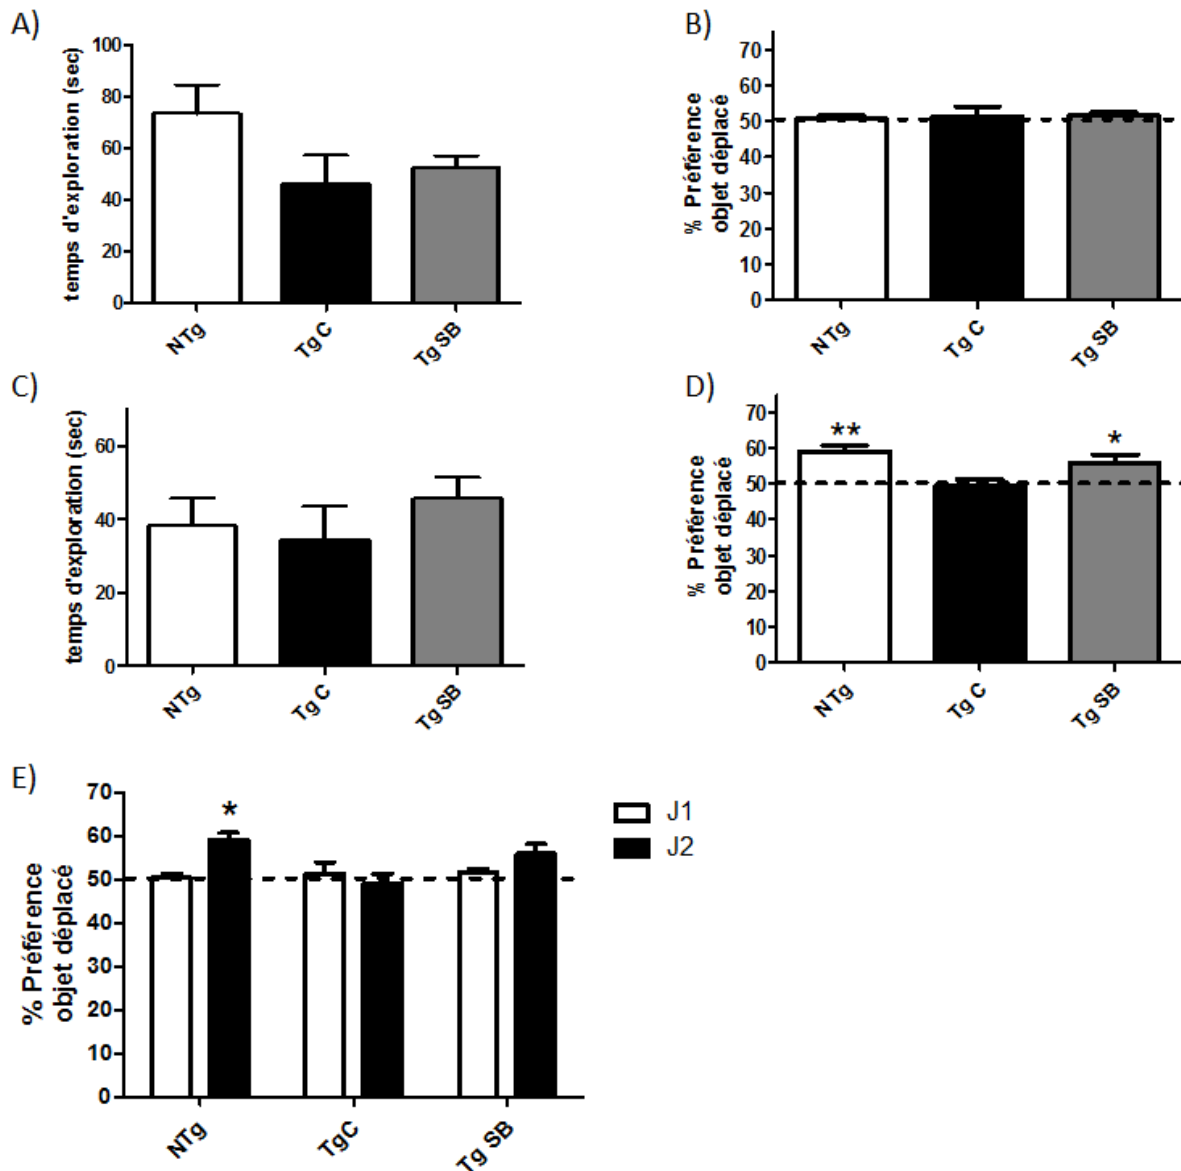 A)
temps d'exploration (sec)
100
80
60
40
20
0
NTg
Tg C
Tg SB
B)
% Préférence
objet déplacé
70
60
50
40
30
20
10
0
NTg
Tg C
Tg SB
C)
temps d'exploration (sec)
60
40
20
0
NTg
Tg C
Tg SB
D)
% Préférence
objet déplacé
70
60
50
40
30
20
10
0
**
*
NTg
Tg C
Tg SB
E)
% Préférence
objet déplacé
70
60
50
40
30
20
10
0
*
NTg
TgC
Tg SB
J1
J2